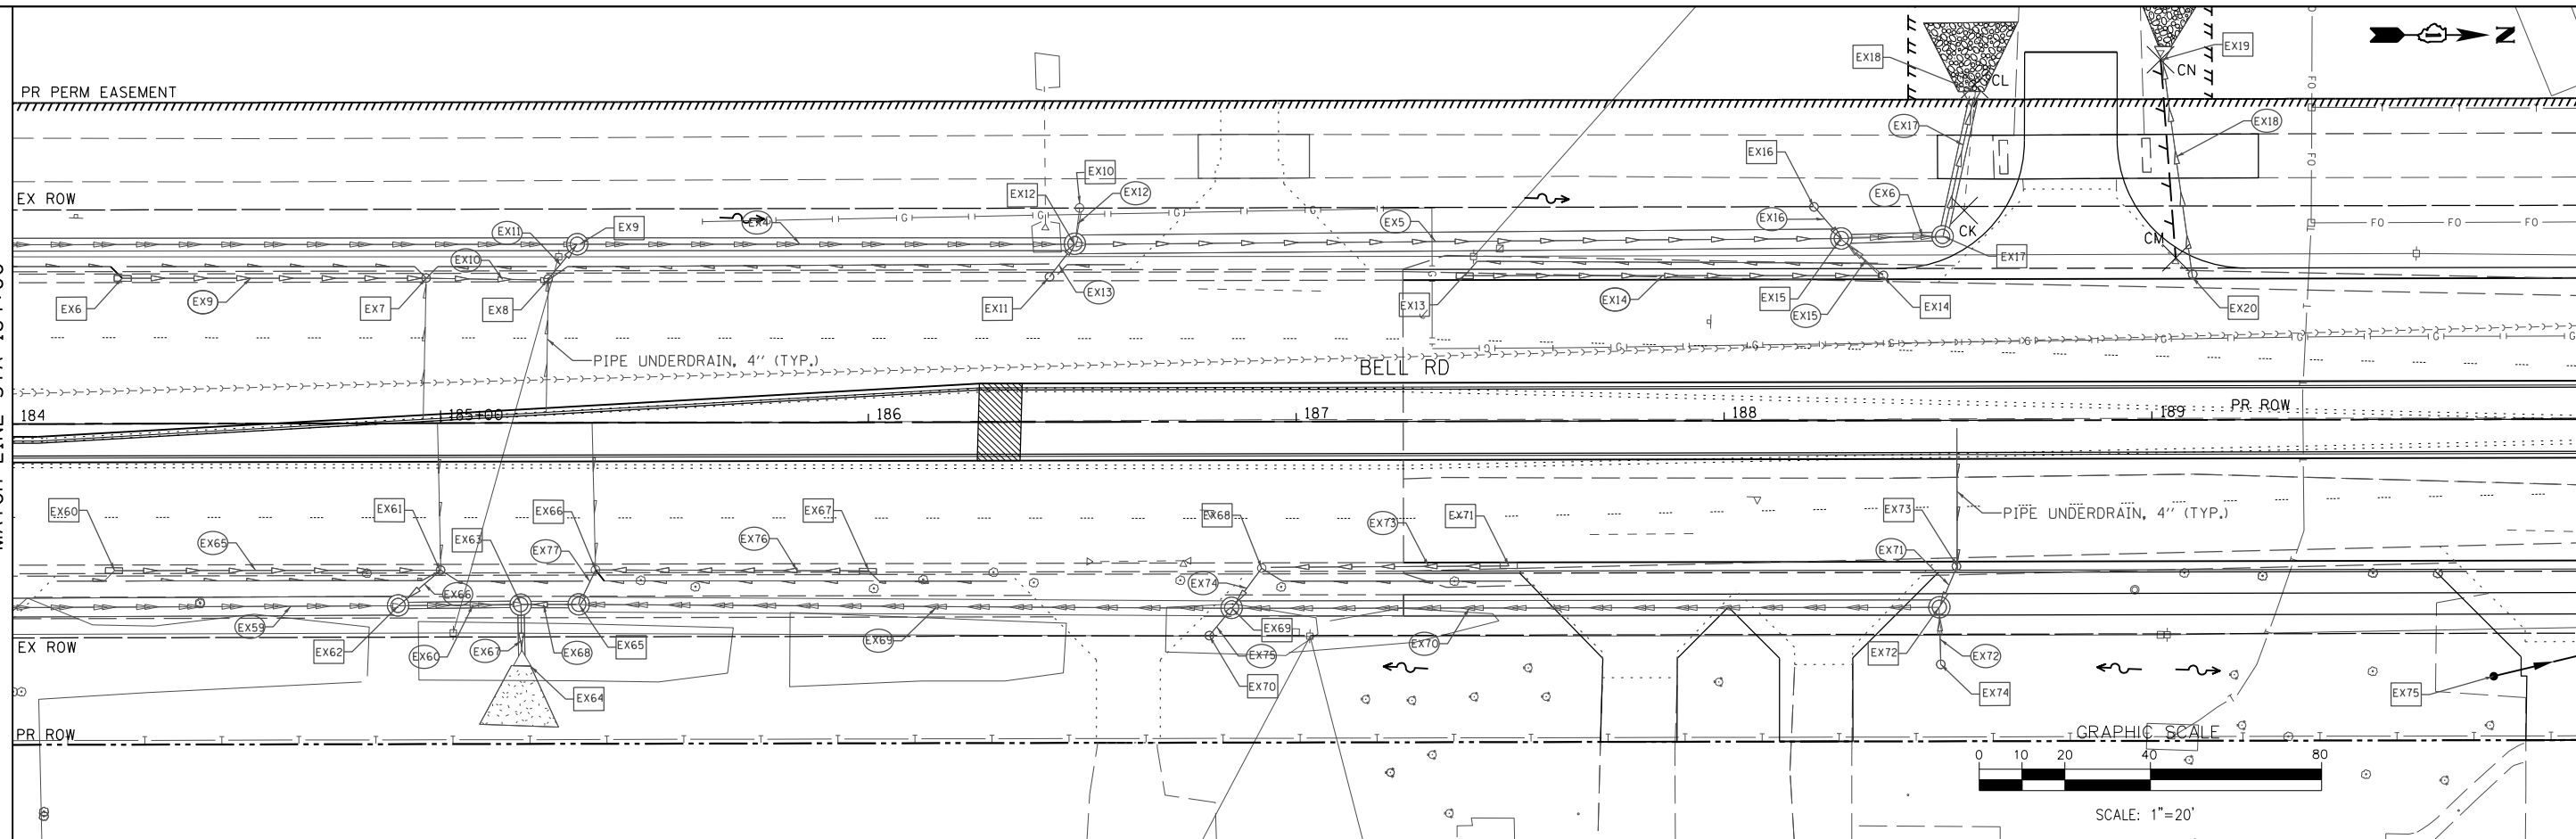 EX18
CL
CN
EX19
N
FO
PR PERM EASEMENT
EX17
EX18
FO
EX16
EX10
EX12
EX12
EX ROW
EX6
G G G G
EX4
EX5
EX16
CK
FO FO FO
EX11
EX9
CM
EX10
EX17
EX13
G
EX6
EX9
EX7
EX8
EX11
EX13
EX14
EX15
EX15
EX14
EX20
PIPE UNDERDRAIN, 4" (TYP.)
BELL RD
G G G G G G G G
184
185+00
186
187
188
189
PR ROW
EX60
EX61
EX66
EX67
EX68
EX73
EX71
EX73
PIPE UNDERDRAIN, 4" (TYP.)
EX65
EX63
EX77
EX76
EX71
EX74
EX66
EX59
EX62
EX60
EX67
EX68
EX65
EX69
EX69
EX75
EX70
EX72
EX72
EX ROW
EX64
EX70
EX74
EX75
PR ROW
GRAPHIC SCALE
0 10 20 40 80
SCALE: 1"=20'